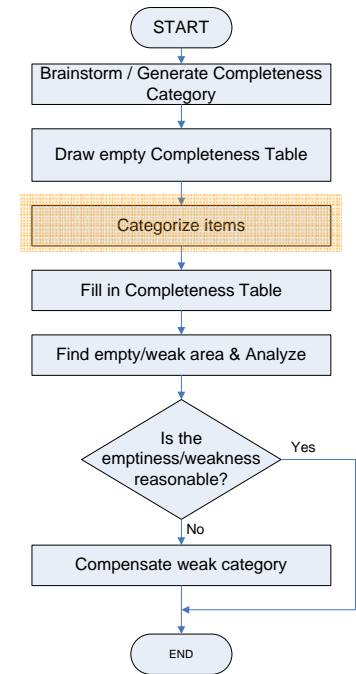 START
Brainstorm / Generate Completeness
Category
Draw empty Completeness Table
Categorize items
Fill in Completeness Table
Find empty/weak area & Analyze
Is the
emptiness/weakness
reasonable?
Yes
No
Compensate weak category
END